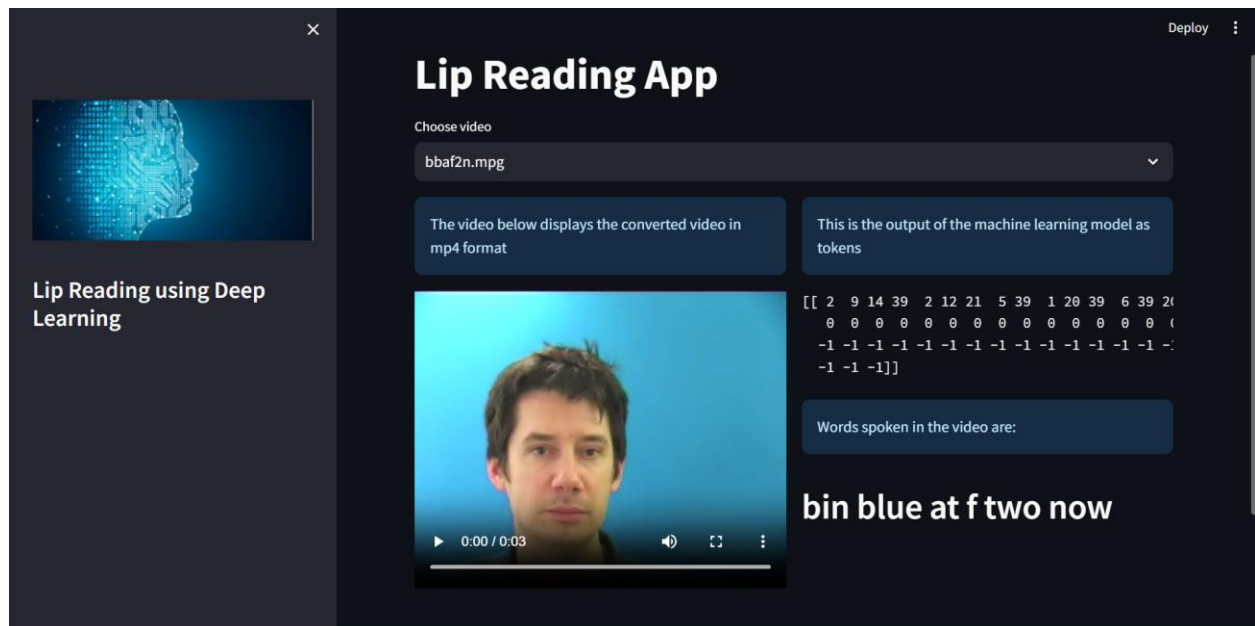 Deploy
Lip Reading App
Choose video
bbaf2n.mpg
The video below displays the converted video in
mp4 format
This is the output of the machine learning model as
tokens
Lip Reading using Deep
Learning
[[ 2 9 14 39 2 12 21 5 39 1 20 39 6 39 20
0 0 0 0 0 0 0 0 0 0 0 0 0 0
-1 -1 -1 -1 -1 -1 -1 -1 -1 -1 -1 -1 -1 -1
-1 -1 -1]]
Words spoken in the video are:
bin blue at f two now
0:00 / 0:03